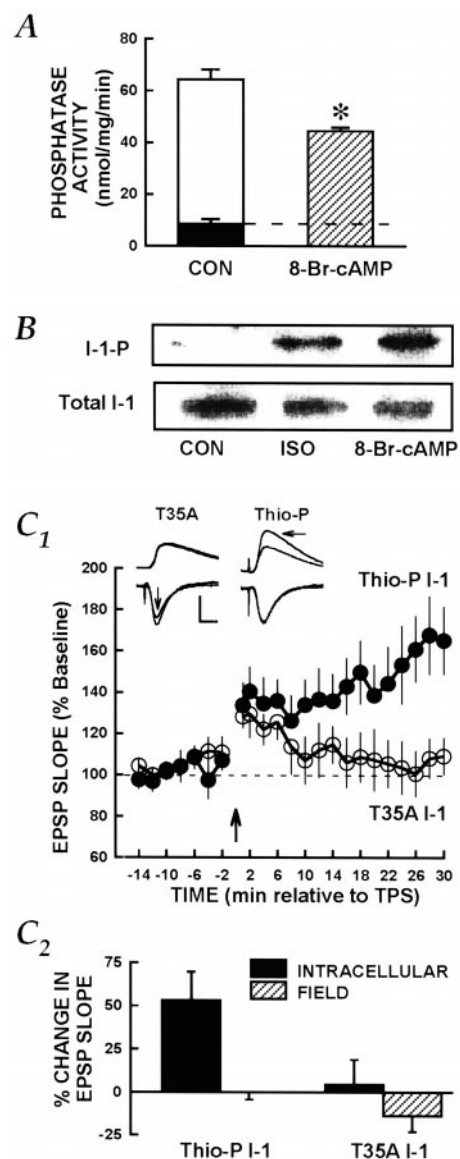 A
PHOSPHATASE
ACTIVITY
(nmol/mg/min)
80
60
40
20
0
*
CON
8-Br-cAMP
B
I-1-P
Total I-1
CON
ISO
8-Br-cAMP
C1
T35A
Thio-P
Thio-P I-1
T35A I-1
EPSP SLOPE (% Baseline)
200
180
160
140
120
100
80
60
-14
-10
-6
-2
2
6
10
14
18
22
26
30
TIME (min relative to TPS)
C2
% CHANGE IN
EPSP SLOPE
75
50
25
0
-25
INTRACELLULAR
FIELD
Thio-P I-1
T35A I-1